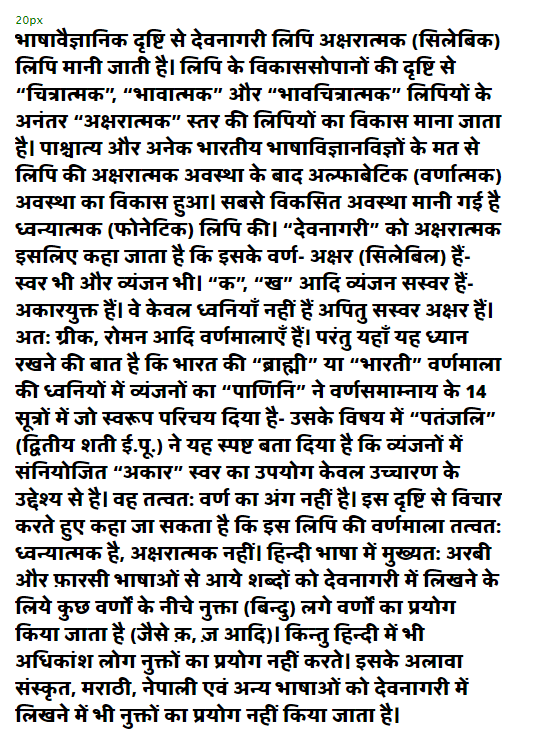 20px
भाषावैज्ञानिक दृष्टि से देवनागरी लिपि अक्षरात्मक (सिलेबिक)
लिपि मानी जाती है। लिपि के विकाससोपानों की दृष्टि से
“चित्रात्मक”, “भावात्मक” और “भावचित्रात्मक” लिपियों के
अनंतर “अक्षरात्मक” स्तर की लिपियों का विकास माना जाता
है। पाश्चात्य और अनेक भारतीय भाषाविज्ञानविज्ञों के मत से
लिपि की अक्षरात्मक अवस्था के बाद अल्फाबेटिक (वर्णात्मक)
अवस्था का विकास हुआ। सबसे विकसित अवस्था मानी गई है
ध्वन्यात्मक (फोनेटिक) लिपि की। “देवनागरी” को अक्षरात्मक
इसलिए कहा जाता है कि इसके वर्ण- अक्षर (सिलेबिल) हैं-
स्वर भी और व्यंजन भी। “क”, “ख” आदि व्यंजन सस्वर हैं-
अकारयुक्त हैं। वे केवल ध्वनियाँ नहीं हैं अपितु सस्वर अक्षर हैं।
अतः ग्रीक, रोमन आदि वर्णमालाएँ हैं। परंतु यहाँ यह ध्यान
रखने की बात है कि भारत की “ब्राह्मी” या “भारती” वर्णमाला
की ध्वनियों में व्यंजनों का “पाणिनि” ने वर्णसमाम्नाय के 14
सूत्रों में जो स्वरूप परिचय दिया है- उसके विषय में “पतंजलि”
(द्वितीय शती ई.पू.) ने यह स्पष्ट बता दिया है कि व्यंजनों में
संनियोजित “अकार” स्वर का उपयोग केवल उच्चारण के
उद्देश्य से है। वह तत्वतः वर्ण का अंग नहीं है। इस दृष्टि से विचार
करते हुए कहा जा सकता है कि इस लिपि की वर्णमाला तत्वतः
ध्वन्यात्मक है, अक्षरात्मक नहीं। हिन्दी भाषा में मुख्यतः अरबी
और फ़ारसी भाषाओं से आये शब्दों को देवनागरी में लिखने के
लिये कुछ वर्णों के नीचे नुक्ता (बिन्दु) लगे वर्णों का प्रयोग
किया जाता है (जैसे क़, ज़ आदि)। किन्तु हिन्दी में भी
अधिकांश लोग नुक्तों का प्रयोग नहीं करते। इसके अलावा
संस्कृत, मराठी, नेपाली एवं अन्य भाषाओं को देवनागरी में
लिखने में भी नुक्तों का प्रयोग नहीं किया जाता है।